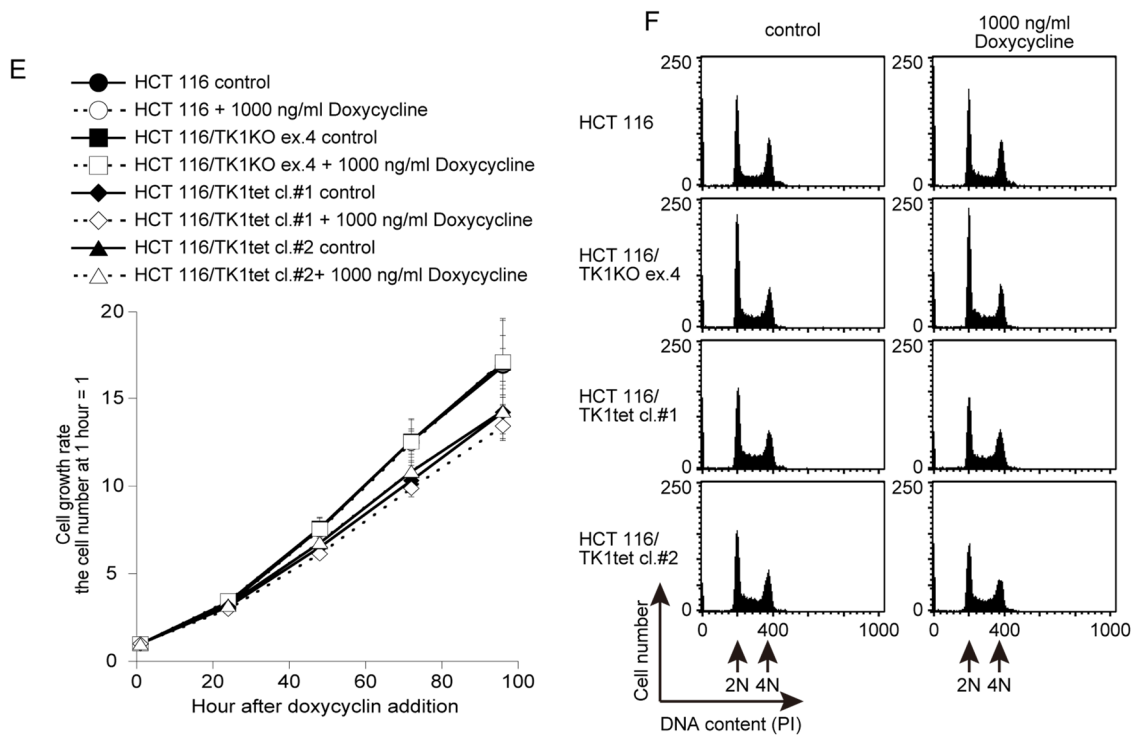 E
HCT 116 control
HCT 116 + 1000 ng/ml Doxycycline
HCT 116/TK1KO ex.4 control
HCT 116/TK1KO ex.4 + 1000 ng/ml Doxycycline
HCT 116/TK1tet cl.#1 control
HCT 116/TK1tet cl.#1 + 1000 ng/ml Doxycycline
HCT 116/TK1tet cl.#2 control
HCT 116/TK1tet cl.#2+ 1000 ng/ml Doxycycline
Cell growth rate
the cell number at 1 hour = 1
20
15
10
5
0
0 20 40 60 80 100
Hour after doxycyclin addition
F
control
1000 ng/ml
Doxycycline
HCT 116
250
0
250
0
HCT 116/
TK1KO ex.4
250
0
250
0
HCT 116/
TK1tet cl.#1
250
0
250
0
HCT 116/
TK1tet cl.#2
250
0
250
0
0 400 1000
0 400 1000
2N 4N
2N 4N
Cell number
DNA content (PI)